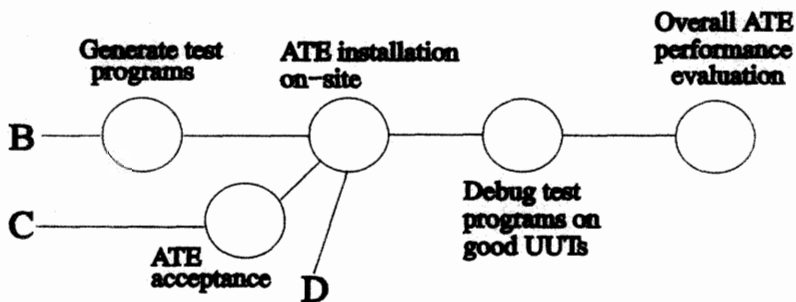 Overall ATE
performance
evaluation
Generate test
programs
ATE installation
on-site
B
Debug test
programs on
good UUTs
C
ATE
acceptance
D